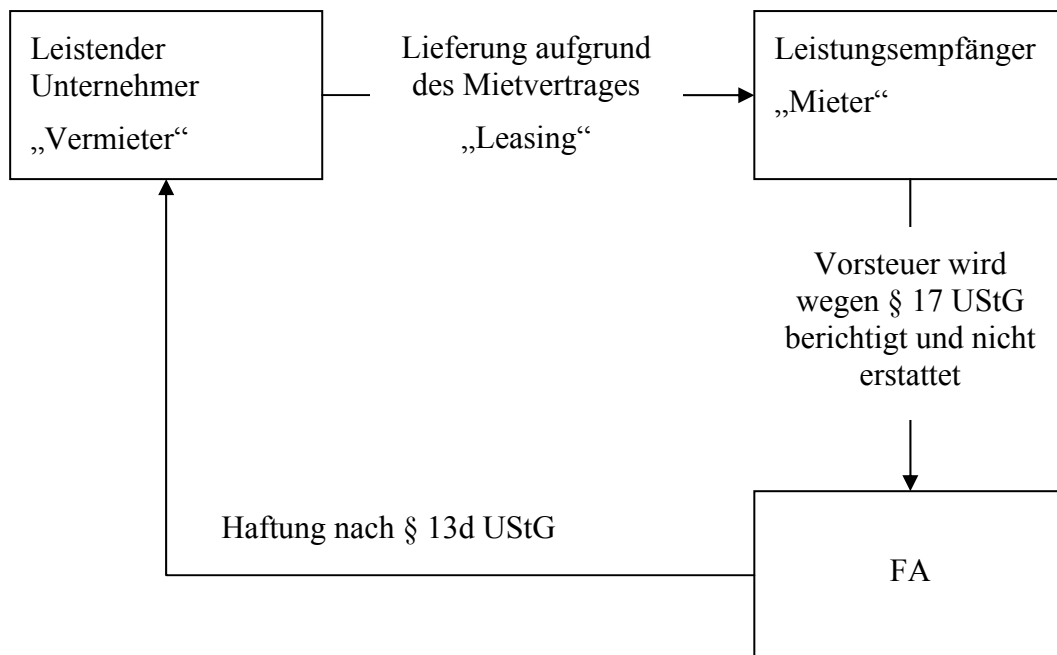 Leistender
Unternehmer
„Vermieter“
Lieferung aufgrund
des Mietvertrages
„Leasing“
Leistungsempfänger
„Mieter“
Vorsteuer wird
wegen § 17 UStG
berichtigt und nicht
erstattet
Haftung nach § 13d UStG
FA